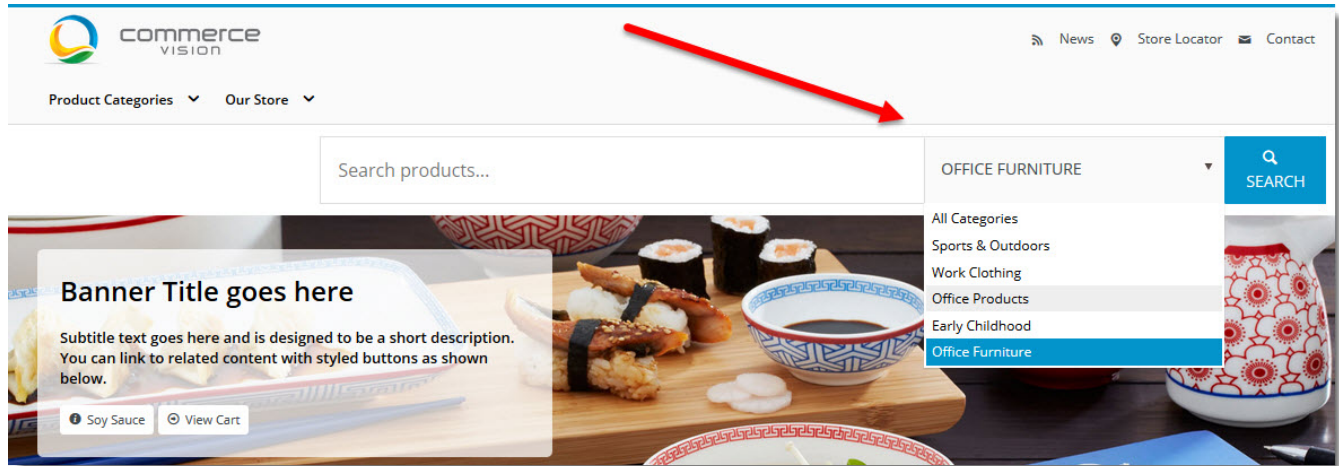 commerce
VISION
News Store Locator Contact
Product Categories Our Store
Search products...
OFFICE FURNITURE
SEARCH
All Categories
Sports & Outdoors
Work Clothing
Office Products
Early Childhood
Office Furniture
Banner Title goes here
Subtitle text goes here and is designed to be a short description.
You can link to related content with styled buttons as shown
below.
Soy Sauce View Cart